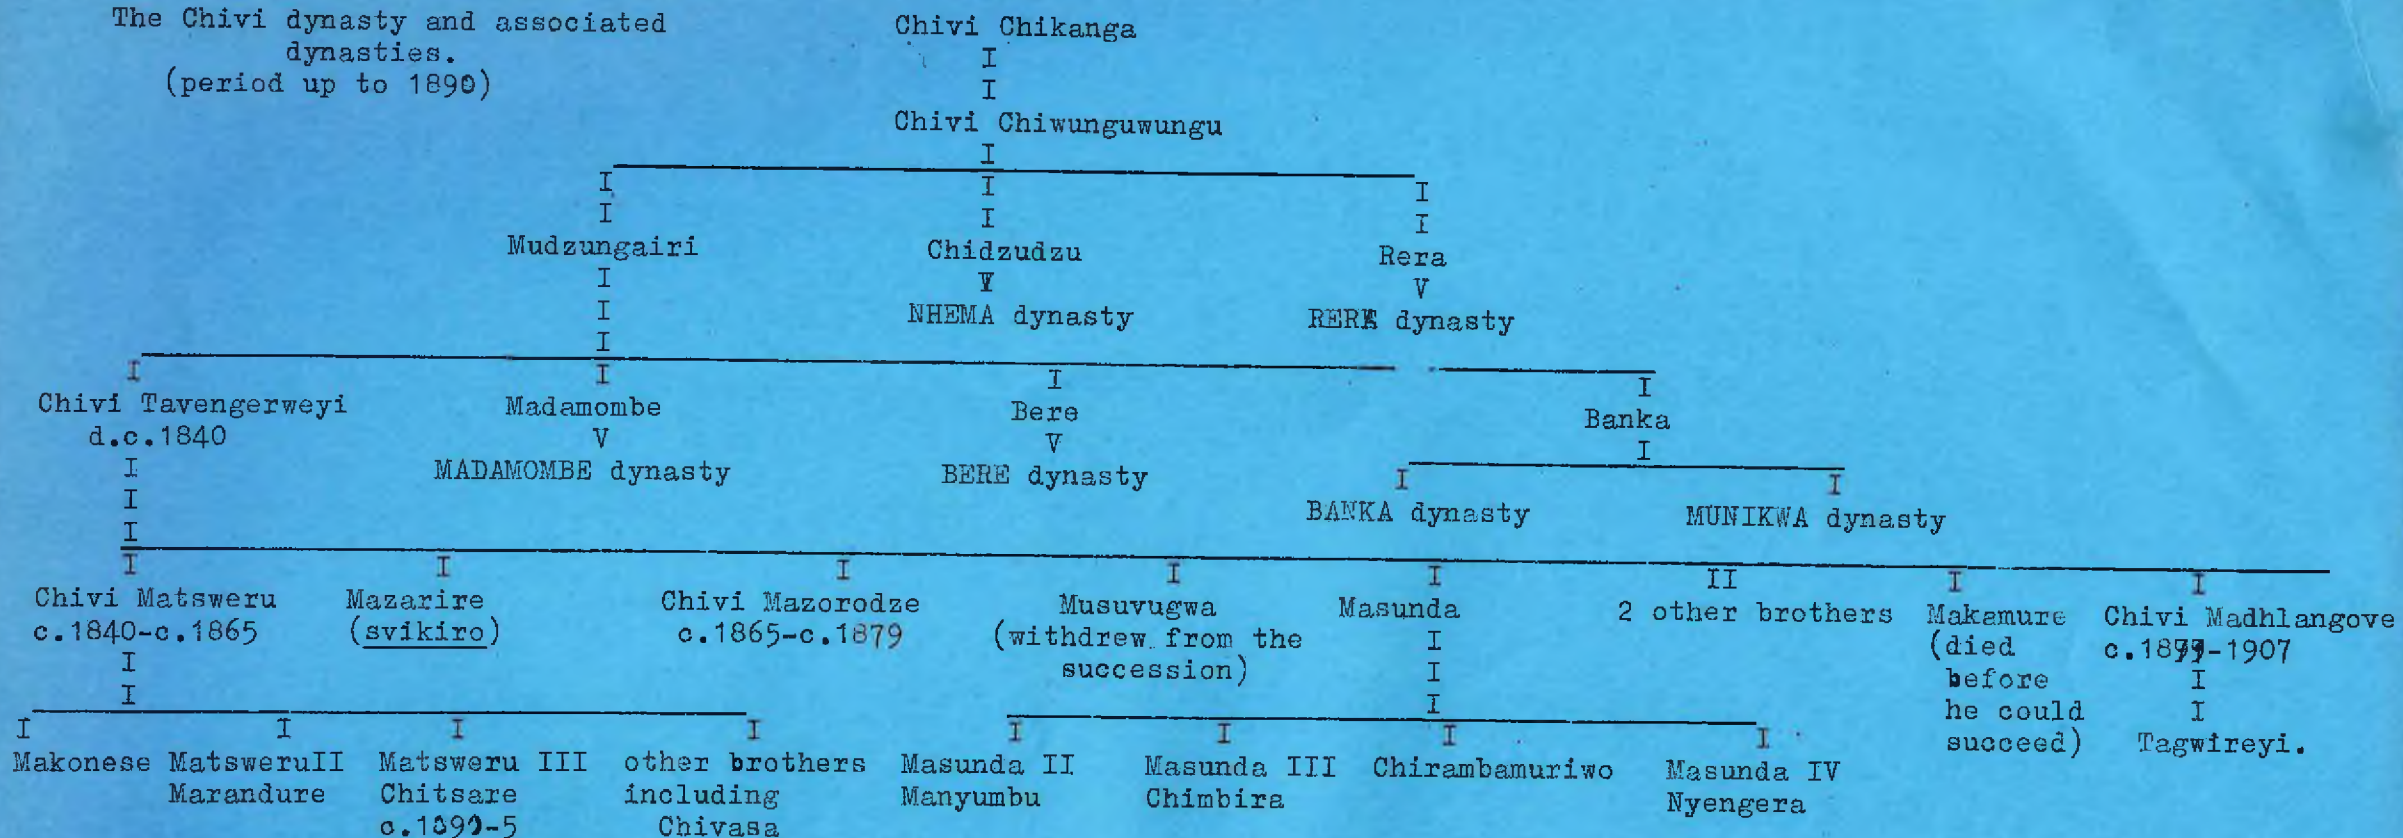 The Chivi dynasty and associated
dynasties.
(period up to 1890)
Chivi Chikanga
I
I
Chivi Chiwunguwungu
I
I I I
I I I
Mudzungairi Chidzudzu Rera
I V V
I NHEMA dynasty RERA dynasty
I
I I I I
Chivi Tavengerweyi Madamombe Bere Banka
d.c.1840 V V I
I MADAMOMBE dynasty BERE dynasty I I
I BANKA dynasty MUNIKWA dynasty
I
I I I I I II I I
Chivi Matsweru Mazarire Chivi Mazorodze Musuvugwa Masunda 2 other brothers Makamure Chivi Madhlangove
c.1840-c.1865 (svikiro) c.1865-c.1879 (withdrew from the I (died c.1879-1907
I succession) I before I
I I he could I
I I I I I I I I succeed) Tagwireyi.
Makonese MatsweruII Matsweru III other brothers Masunda II Masunda III Chirambamuriwo Masunda IV
Marandure Chitsare including Manyumbu Chimbira Nyengera
Chivasa